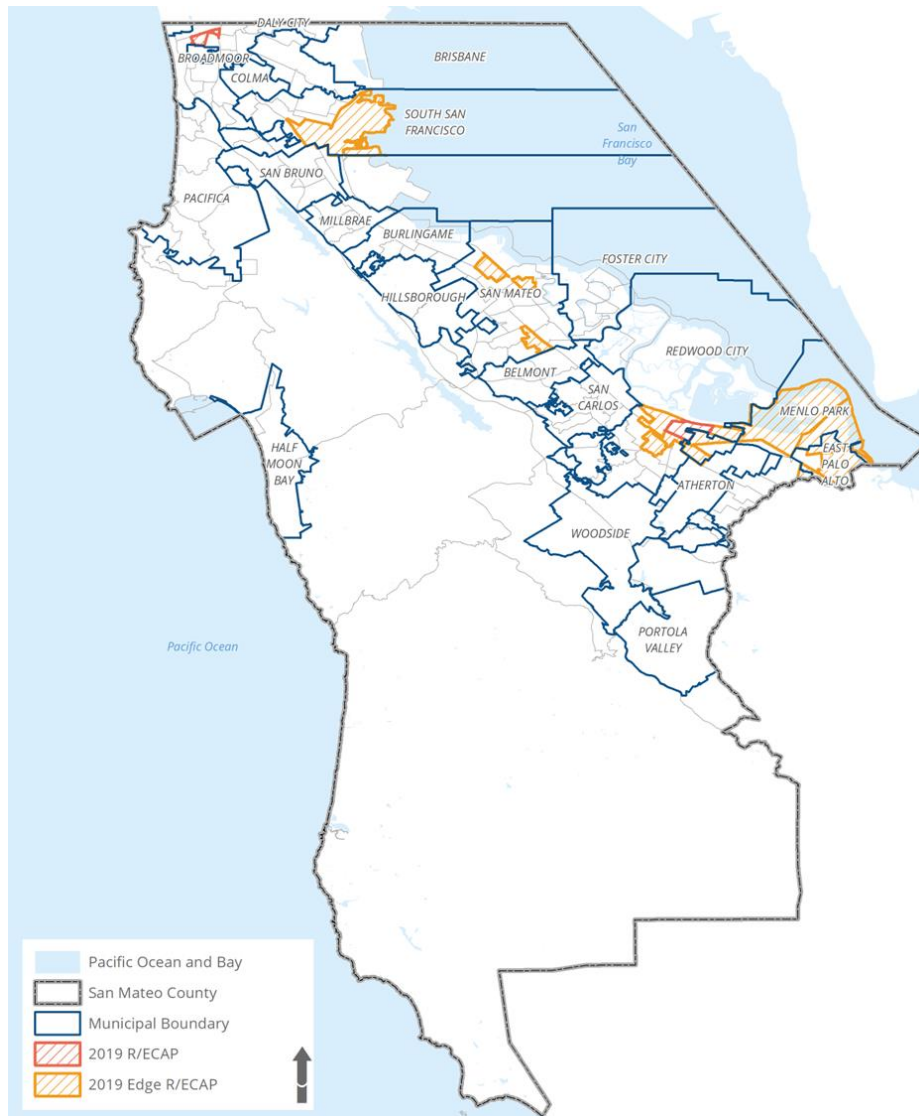 DALY CITY
BROADMOOR
BRISBANE
COLMA
SOUTH SAN
FRANCISCO
San
Francisco
Bay
SAN BRUNO
PACIFICA
MILLBRAE
BURLINGAME
FOSTER CITY
HILLSBOROUGH
SAN MATEO
REDWOOD CITY
BELMONT
SAN
CARLOS
MENLO PARK
HALF
MOON
BAY
EAST
PALO
ALTO
ATHERTON
WOODSIDE
PORTOLA
VALLEY
Pacific Ocean
Pacific Ocean and Bay
San Mateo County
Municipal Boundary
2019 R/ECAP
2019 Edge R/ECAP